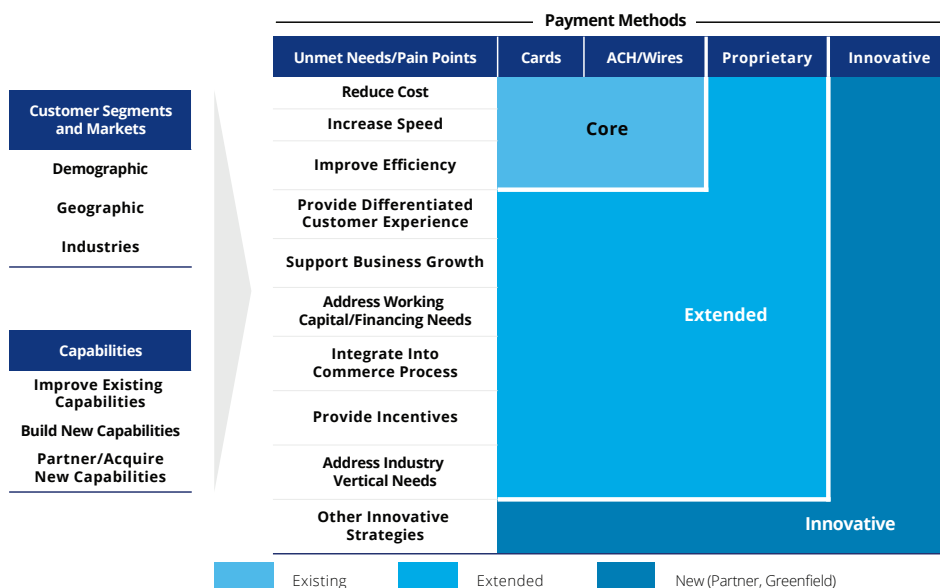 Payment Methods
Unmet Needs/Pain Points
Cards
ACH/Wires
Proprietary
Innovative
Customer Segments
and Markets
Demographic
Geographic
Industries
Capabilities
Improve Existing
Capabilities
Build New Capabilities
Partner/Acquire
New Capabilities
Reduce Cost
Increase Speed
Improve Efficiency
Provide Differentiated
Customer Experience
Support Business Growth
Address Working
Capital/Financing Needs
Integrate Into
Commerce Process
Provide Incentives
Address Industry
Vertical Needs
Other Innovative
Strategies
Core
Extended
Innovative
Existing
Extended
New (Partner, Greenfield)